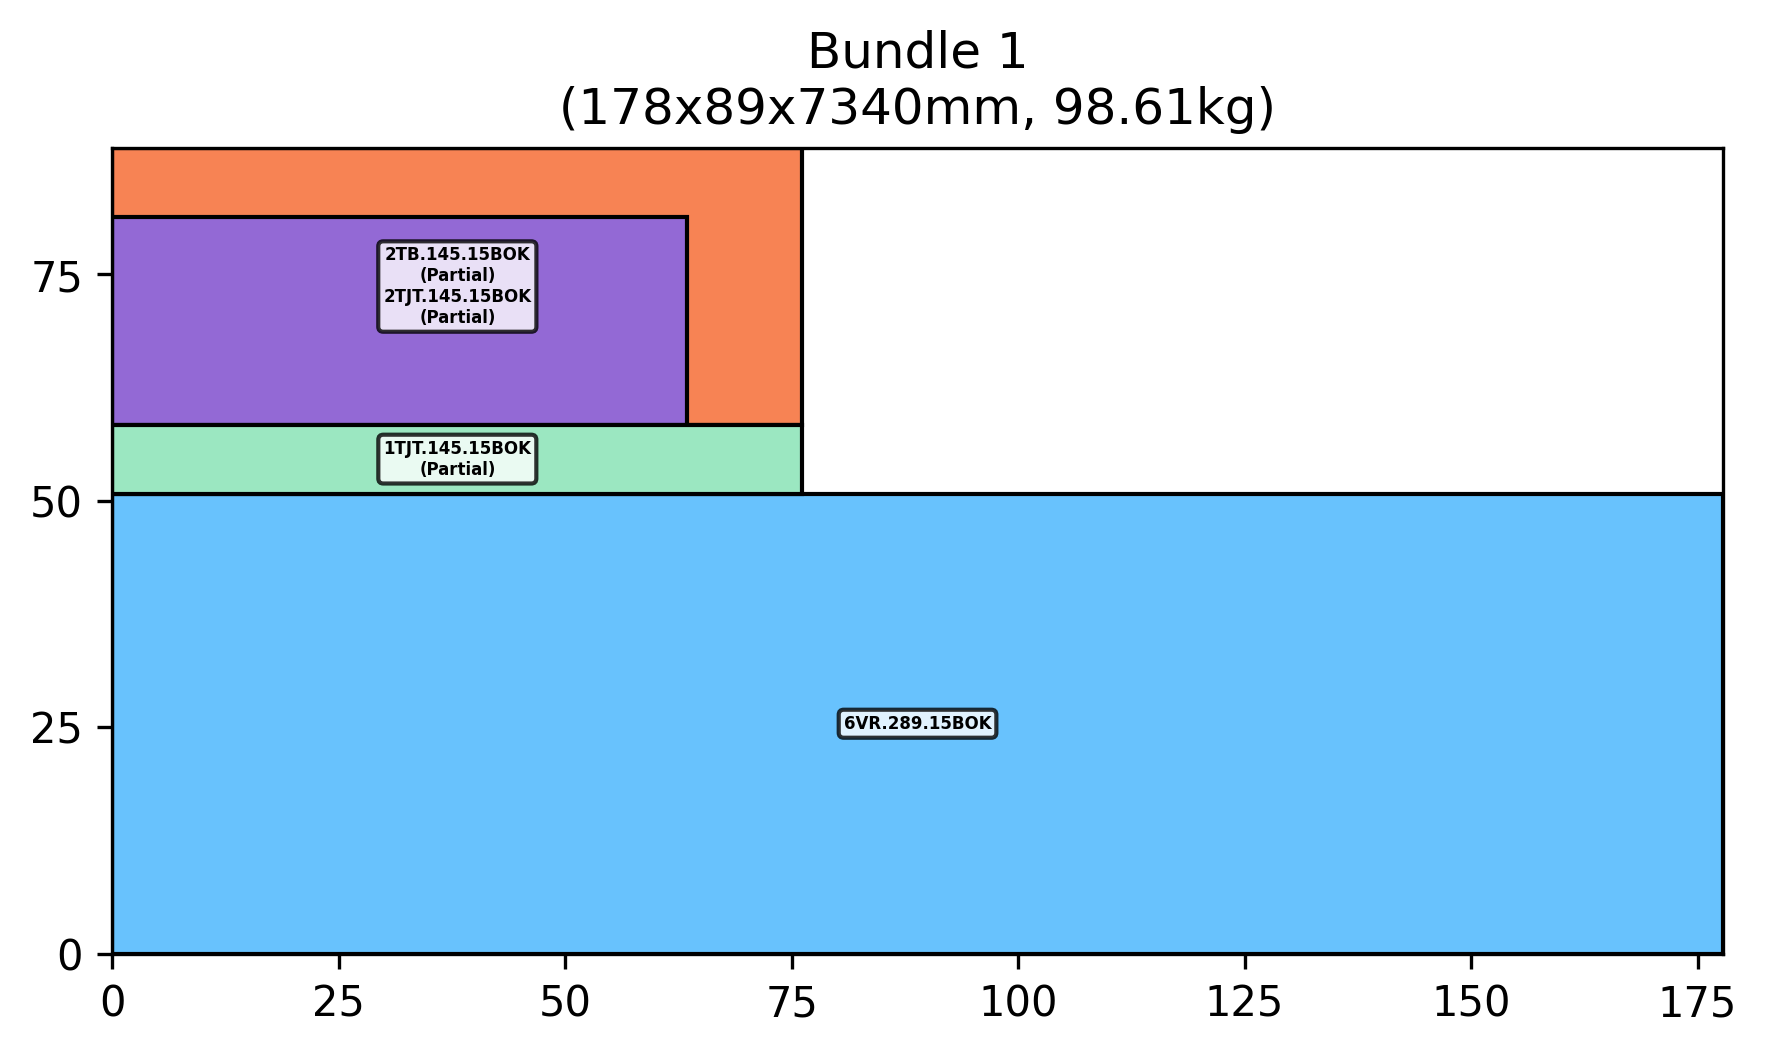 Bundle 1
(178x89x7340mm, 98.61kg)
75
50
25
0
2TB.145.15BOK
(Partial)
2TJT.145.15BOK
(Partial)
1TJT.145.15BOK
(Partial)
6VR.289.15BOK
0
25
50
75
100
125
150
175